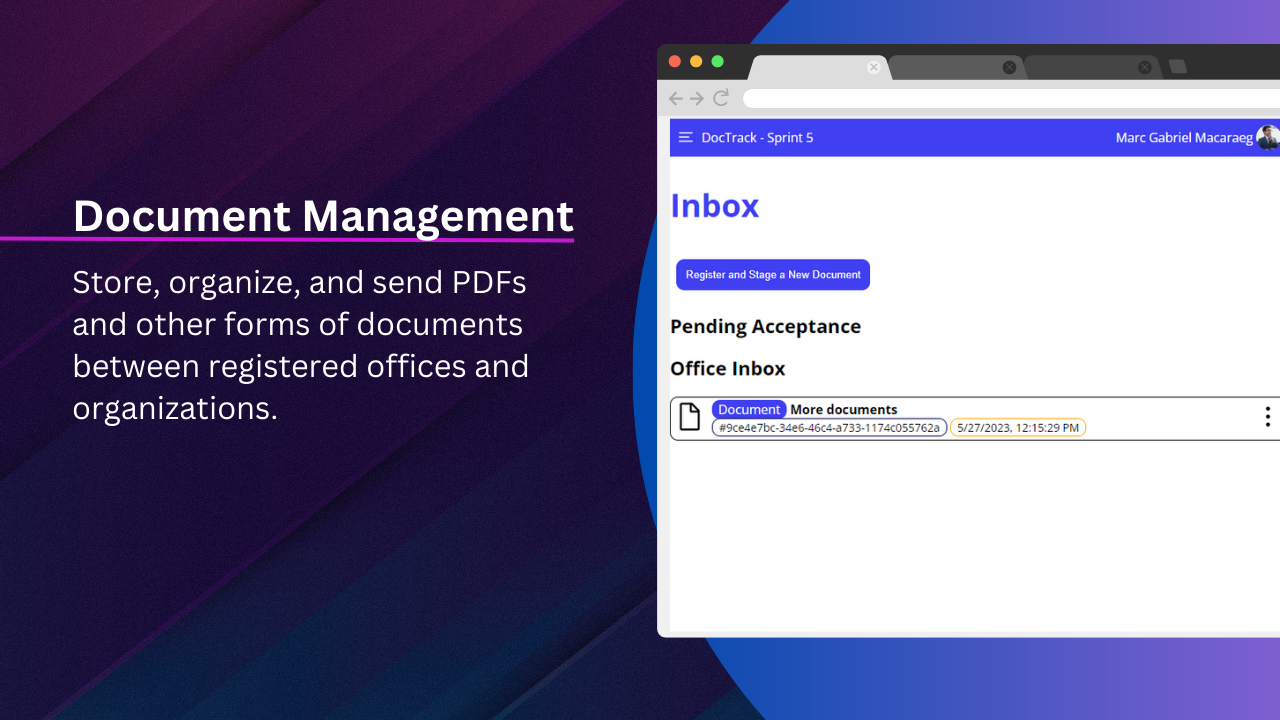 Document Management
Store, organize, and send PDFs
and other forms of documents
between registered offices and
organizations.
DocTrack - Sprint 5
Marc Gabriel Macaraeg
Inbox
Register and Stage a New Document
Pending Acceptance
Office Inbox
Document More documents
#9ce4e7bc-34e6-46c4-a733-1174c055762a 5/27/2023, 12:15:29 PM